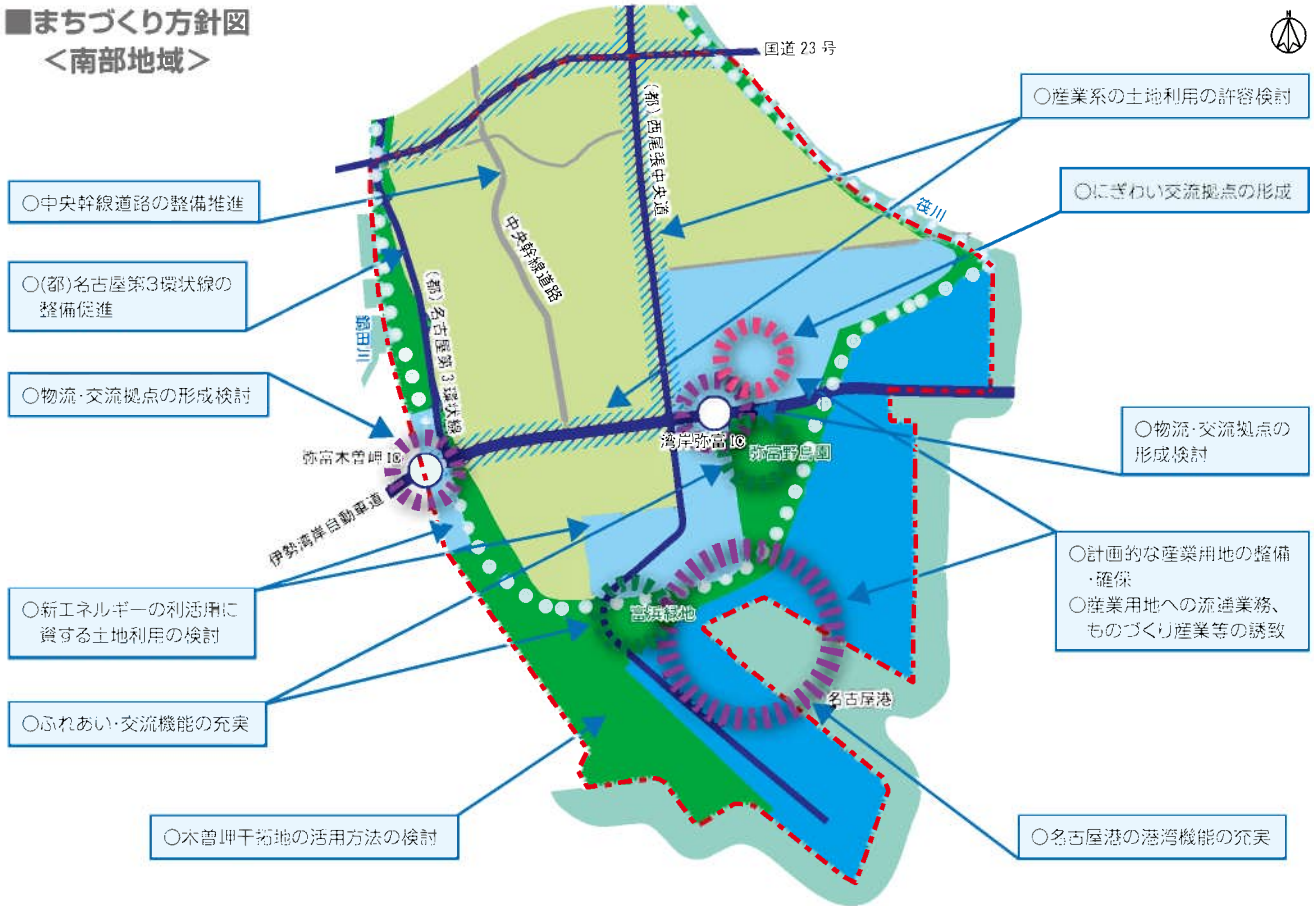 ■まちづくり方針図
＜南部地域＞
国道23号
○産業系の土地利用の許容検討
(都)西尾張中央道
○中央幹線道路の整備推進
○にぎわい交流拠点の形成
筏川
中央幹線道路
○(都)名古屋第3環状線の
整備促進
(都)名古屋第3環状線
鍋田川
○物流・交流拠点の形成検討
湾岸弥富IC
弥富野鳥園
○物流・交流拠点の
形成検討
弥富木曽岬IC
伊勢湾岸自動車道
○計画的な産業用地の整備
・確保
○産業用地への流通業務、
ものづくり産業等の誘致
○新エネルギーの利活用に
資する土地利用の検討
富浜緑地
○ふれあい・交流機能の充実
名古屋港
○木曽岬干拓地の活用方法の検討
○名古屋港の港湾機能の充実